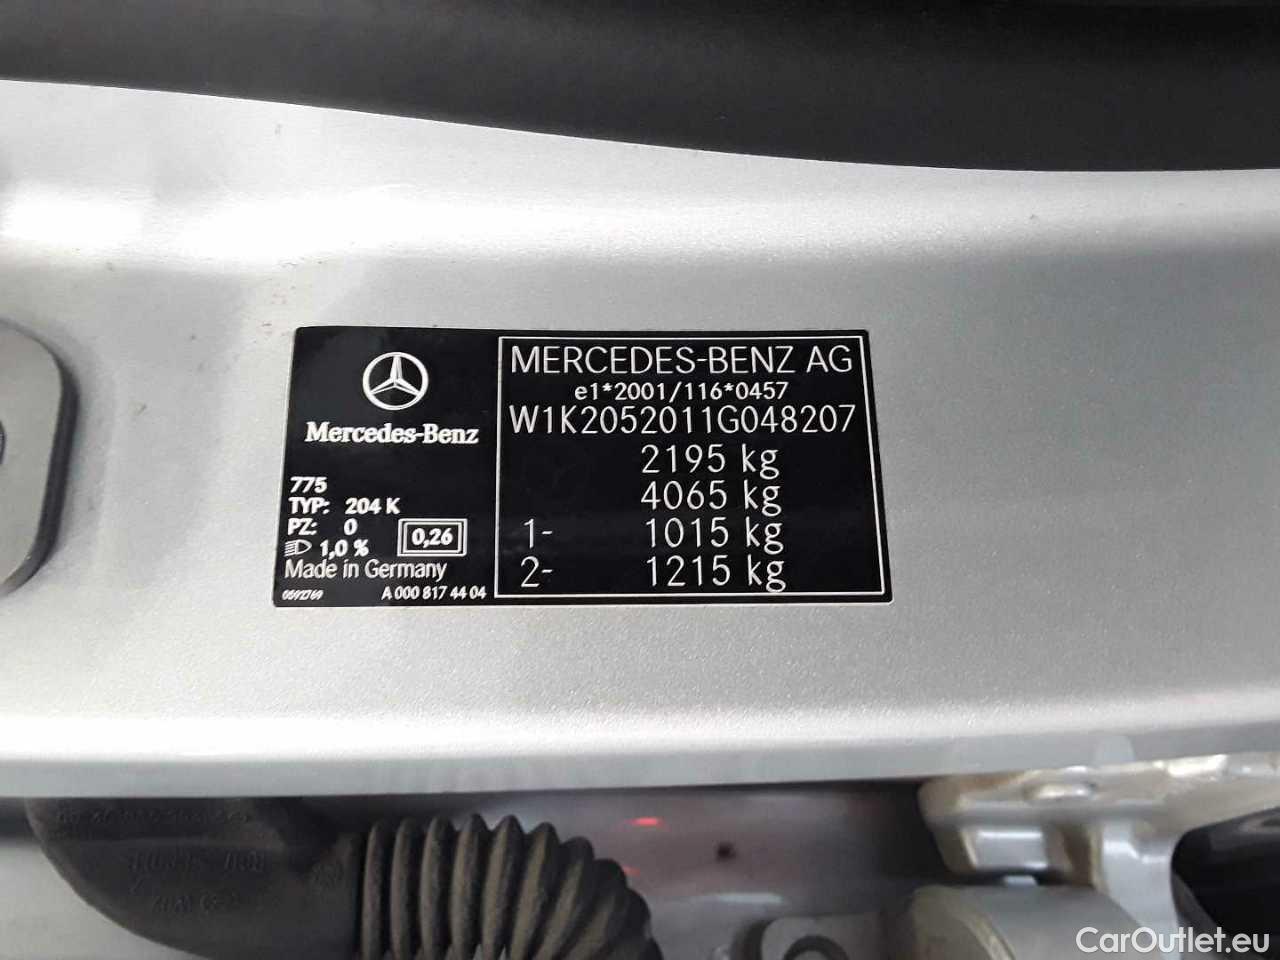 Mercedes-Benz
775
TYP: 204 K
PZ: 0
1,0 %
0,26
Made in Germany
0592769
A 000 817 44 04
MERCEDES-BENZ AG
e1*2001/116*0457
W1K2052011G048207
2195 kg
4065 kg
1- 1015 kg
2- 1215 kg
CarOutlet.eu